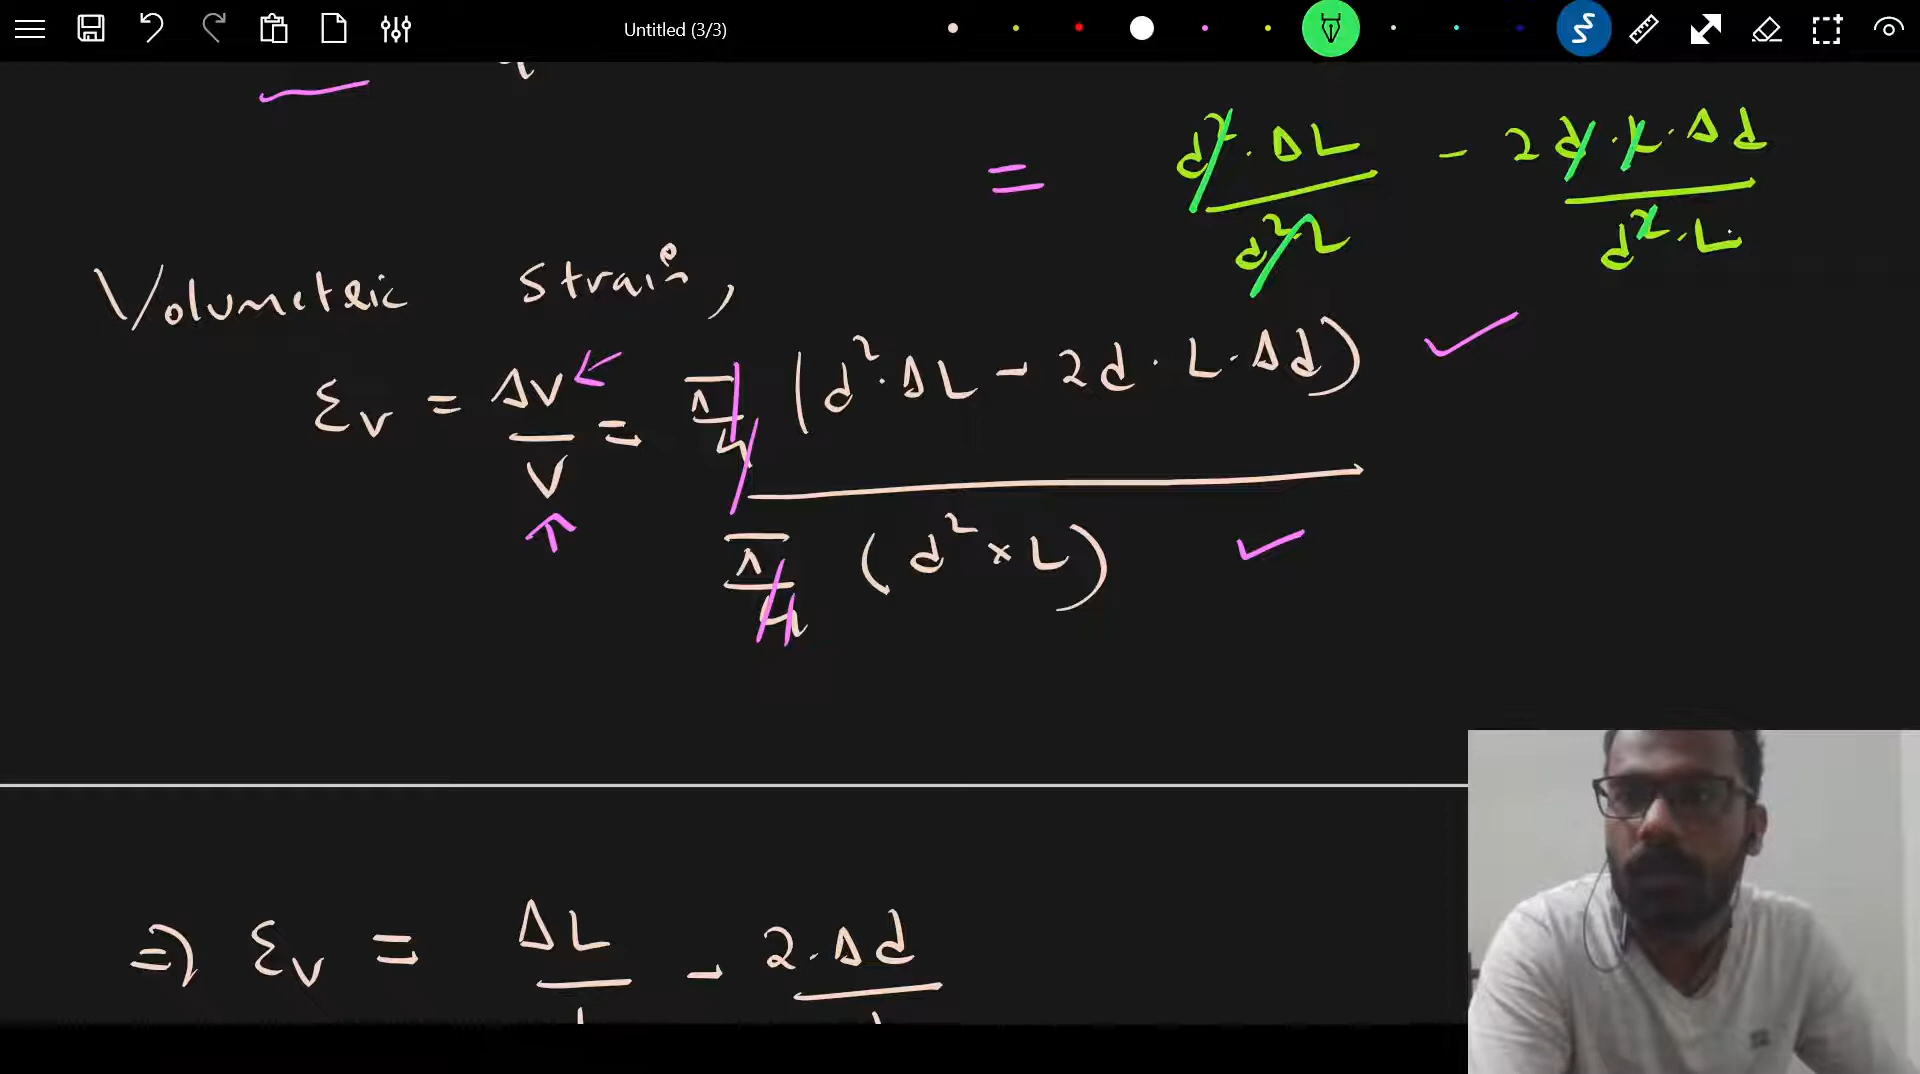 Untitled (3/3)
= d²·ΔL / d²L - 2d·L·Δd / d²·L
Volumetric strain,
εv = ΔV / V = π/4 (d²·ΔL - 2d·L·Δd) / π/4 (d² × L)
⇒ εv = ΔL / L - 2·Δd / d